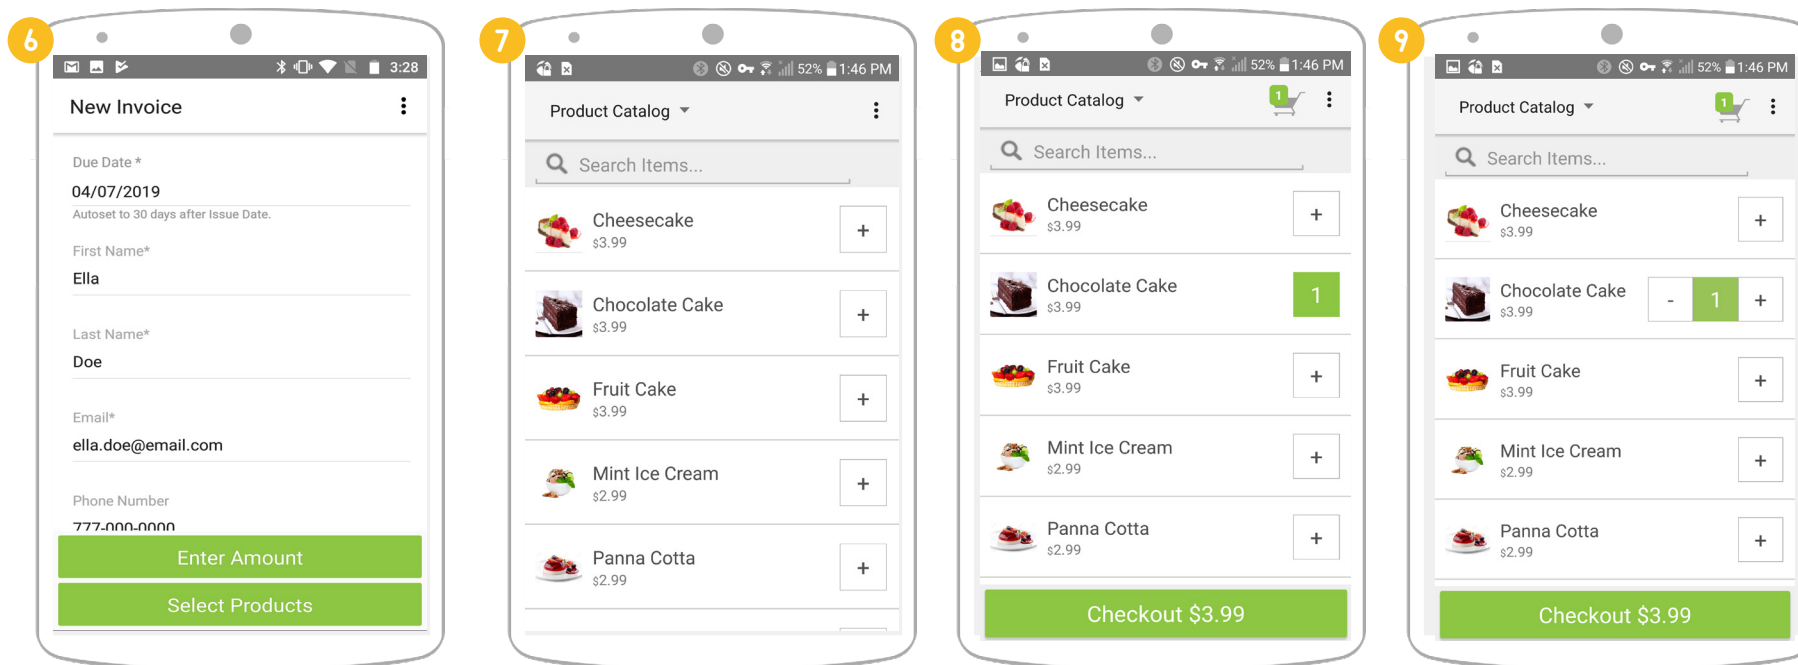 6
3:28
New Invoice
Due Date *
04/07/2019
Autoset to 30 days after Issue Date.
First Name*
Ella
Last Name*
Doe
Email*
ella.doe@email.com
Phone Number
777-000-0000
Enter Amount
Select Products
7
52% 1:46 PM
Product Catalog
Search Items...
Cheesecake
$3.99
+
Chocolate Cake
$3.99
+
Fruit Cake
$3.99
+
Mint Ice Cream
$2.99
+
Panna Cotta
$2.99
+
8
52% 1:46 PM
Product Catalog
1
Search Items...
Cheesecake
$3.99
+
Chocolate Cake
$3.99
1
Fruit Cake
$3.99
+
Mint Ice Cream
$2.99
+
Panna Cotta
$2.99
+
Checkout $3.99
9
52% 1:46 PM
Product Catalog
1
Search Items...
Cheesecake
$3.99
+
Chocolate Cake
$3.99
- 1 +
Fruit Cake
$3.99
+
Mint Ice Cream
$2.99
+
Panna Cotta
$2.99
+
Checkout $3.99